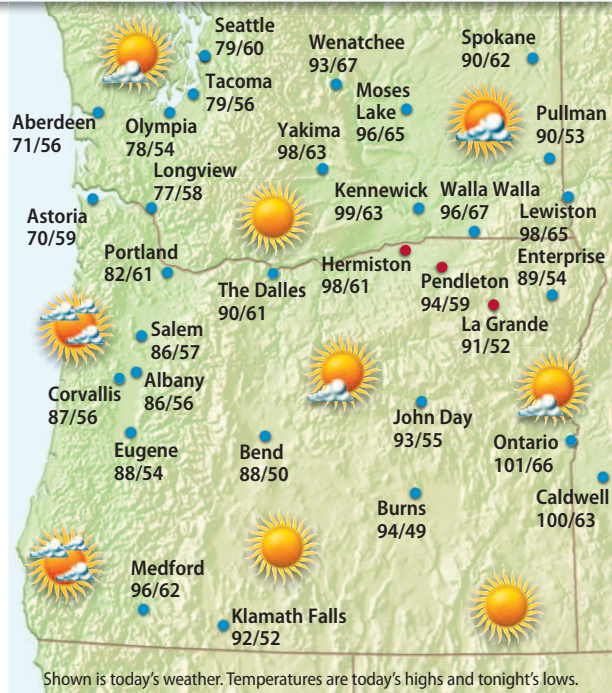 Seattle
79/60
Wenatchee
93/67
Spokane
90/62
Tacoma
79/56
Moses
Lake
96/65
Pullman
90/53
Aberdeen
71/56
Olympia
78/54
Yakima
98/63
Longview
77/58
Kennewick
99/63
Walla Walla
96/67
Lewiston
98/65
Astoria
70/59
Portland
82/61
The Dalles
90/61
Hermiston
98/61
Pendleton
94/59
Enterprise
89/54
La Grande
91/52
Salem
86/57
Corvallis
87/56
Albany
86/56
John Day
93/55
Eugene
88/54
Bend
88/50
Ontario
101/66
Burns
94/49
Caldwell
100/63
Medford
96/62
Klamath Falls
92/52
Shown is today's weather. Temperatures are today's highs and tonight's lows.